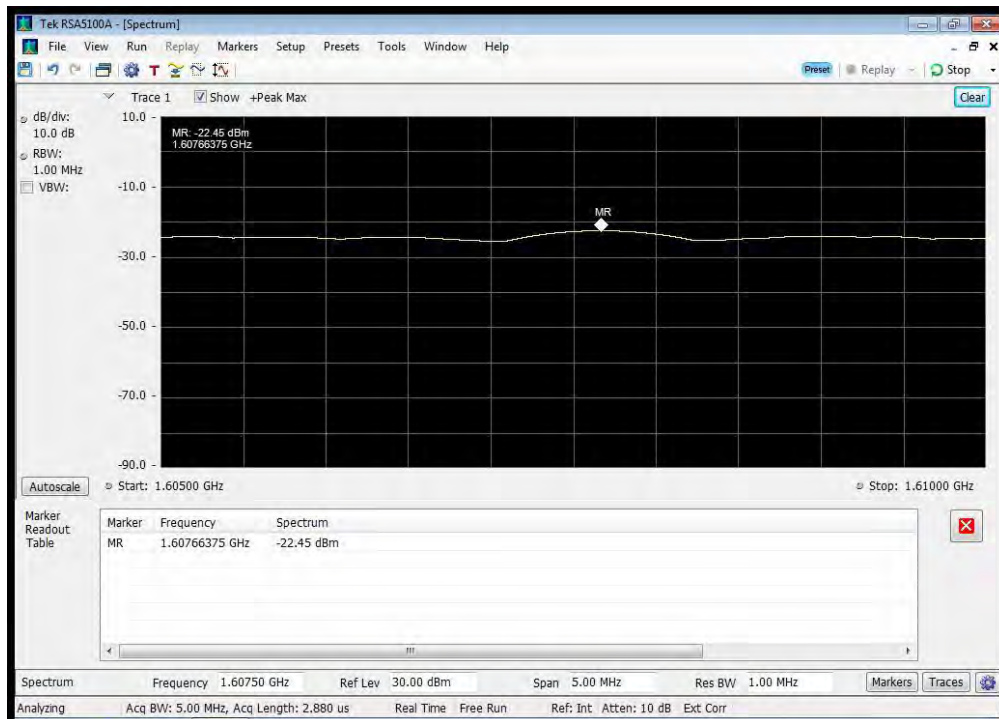 Tek RSA5100A - [Spectrum]
File View Run Replay Markers Setup Presets Tools Window Help
Preset Replay Stop
Trace 1 Show +Peak Max Clear
dB/div:
10.0 dB
RBW:
1.00 MHz
VBW:
10.0
-10.0
-30.0
-50.0
-70.0
-90.0
MR: -22.45 dBm
1.60766375 GHz
MR
Autoscale Start: 1.60500 GHz Stop: 1.61000 GHz
Marker
Readout
Table
Marker Frequency Spectrum
MR 1.60766375 GHz -22.45 dBm
Spectrum Frequency 1.60750 GHz Ref Lev 30.00 dBm Span 5.00 MHz Res BW 1.00 MHz Markers Traces
Analyzing Acq BW: 5.00 MHz, Acq Length: 2.880 us Real Time Free Run Ref: Int Atten: 10 dB Ext Corr